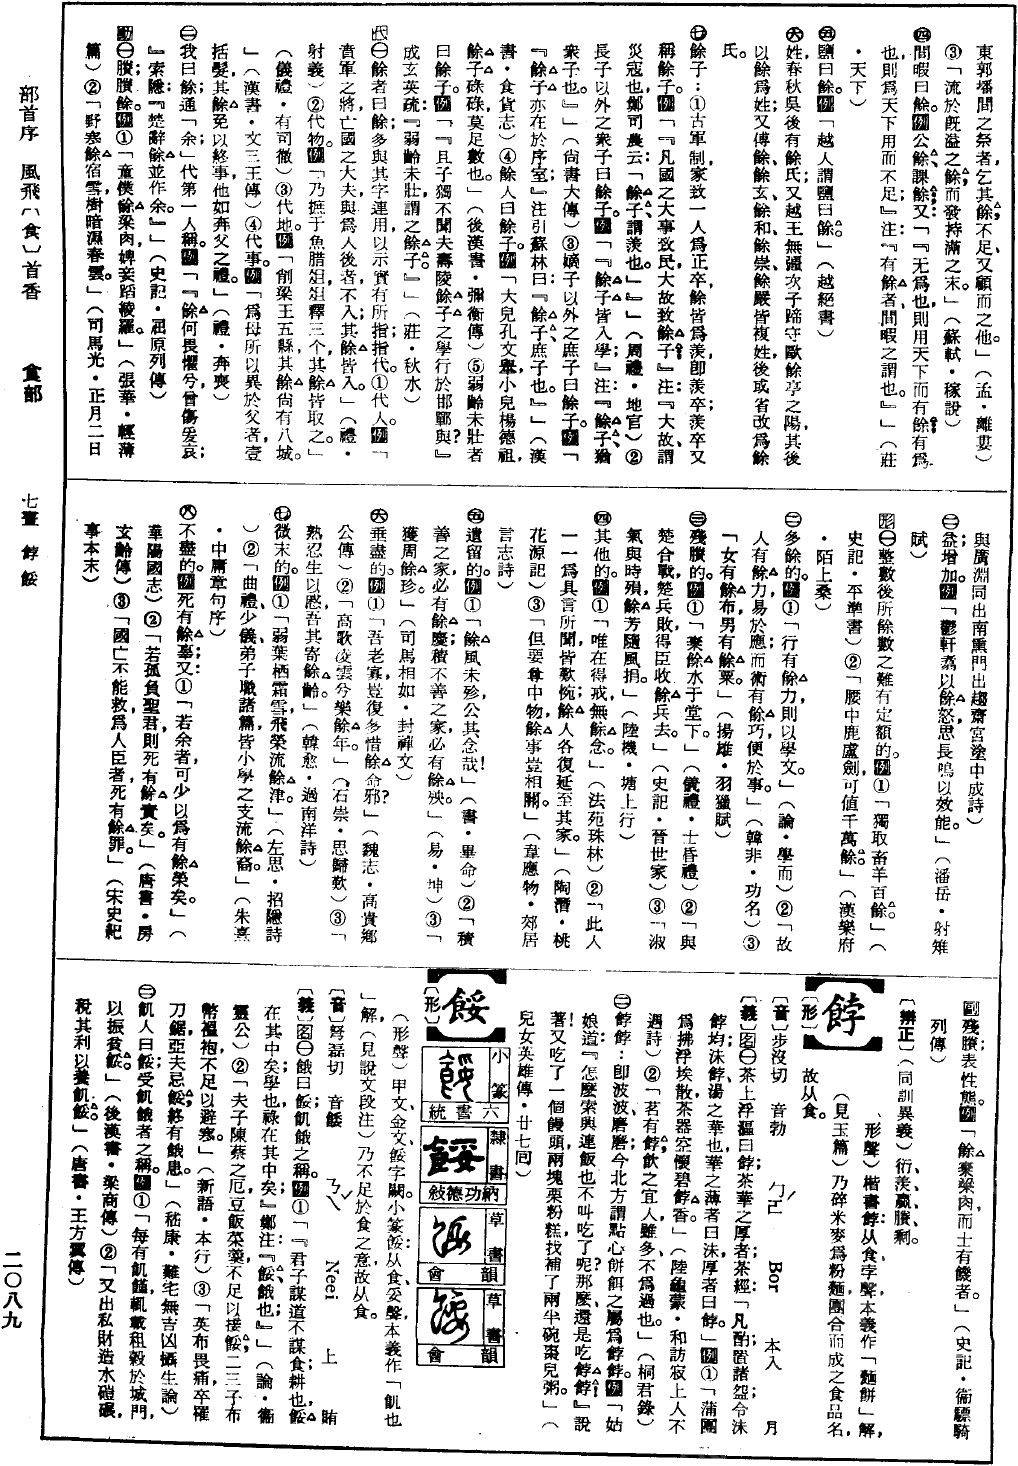 東郭墦間之祭者，乞其餘，不足，又顧而之他。」（孟‧離婁）
③「流於旣溢之餘，而發持滿之末。」（蘇軾‧稼說）
㊃閒暇曰餘。例公餘、課餘；又：「『无爲也，則用天下而有餘；有爲
也，則爲天下用而不足』注：『有餘者，閒暇之謂也。』」（莊
‧天下）
㊄鹽曰餘。例「越人謂鹽曰餘。」（越絕書）
㊅姓，春秋吳後有餘氏；又越王無彊次子蹄守歐餘亭之陽，其後
以餘爲姓；又傅餘、餘玄、餘和、餘崇、餘嚴皆複姓，後或省改爲餘
氏。
㊆餘子：①古軍制，家致一人爲正卒，餘皆爲羨，卽羨卒；羨卒又
稱餘子。例「『凡國之大事，致民；大故，致餘子』注：『大故，謂
災寇也，鄭司農云：「餘子，謂羨也。」』」（周禮‧地官）②
長子以外之衆子曰餘子。例「『餘子皆入學』注：『餘子，猶
衆子也。』」（尚書大傳）③嫡子以外之庶子曰餘子。例「
『餘子亦在於序室』注引蘇林曰：『餘子，庶子也。』」（漢
書‧食貨志）④餘人曰餘子。例「大兒孔文舉，小兒楊德祖，
餘子碌碌，莫足數也。」（後漢書‧彌衡傳）⑤弱齡未壯者
曰餘子。例「『且子獨不聞夫壽陵餘子之學行於邯鄲與？』
成玄英疏：『弱齡未壯，謂之餘子。』」（莊‧秋水）
代㊀餘者曰餘；多與其字連用，以示實有所指；指代。①代人。例「
賁軍之將，亡國之大夫，與爲人後者不入，其餘皆入。」（禮‧
射義）②代物。例「乃摭于魚、腊俎，俎釋三个，其餘皆取之。」
（儀禮‧有司徹）③代地。例「削梁王五縣，其餘尙有八城。
」（漢書‧文三王傳）④代事。例「爲母所以異於父者，壹
括髮，其餘免以終事，他如奔父之禮。」（禮‧奔喪）
㊁我曰餘；通「余」；代第一人稱。例「『餘何畏懼兮，曾傷爰哀；
』索隱：『楚辭餘並作余。』」（史記‧屈原列傳）
動㊀賸；賸餘。例①「童僕餘梁肉，婢妾蹈綾羅。」（張華‧輕薄
篇）②「野寒餘宿雪，樹暗濕春雲。」（司馬光‧正月二日
與廣淵同出南熏門，出趨齋宮，塗中成詩）
㊁益；增加。例「鬱軒翥以餘怒，思長鳴以效能。」（潘岳‧射雉
賦）
形㊀整數後所餘數之難有定額的。例①「獨取畜羊百餘。」（
史記‧平準書）②「腰中鹿盧劍，可値千萬餘。」（漢樂府
‧陌上桑）
㊁多餘的。例①「行有餘力，則以學文。」（論‧學而）②「故
人有餘力易於應，而衞有餘巧便於事。」（韓非‧功名）③
「女有餘布，男有餘粟。」（揚雄‧羽獵賦）
㊂殘賸的。例①「棄餘水于堂下。」（儀禮‧士昏禮）②「與
楚合戰，楚兵敗，得臣收餘兵去。」（史記‧晉世家）③「淑
氣與時殞，餘芳隨風捐。」（陸機‧塘上行）
㊃其他的。例①「唯在得戒，無餘念。」（法苑珠林）②「此人
一一爲具言所聞，皆歎惋；餘人各復延至其家。」（陶潛‧桃
花源記）③「但要樽中物，餘事豈相關。」（韋應物‧郊居
言志詩）
㊄遺留的。例①「餘風未殄，公其念哉！」（書‧畢命）②「積
善之家，必有餘慶；積不善之家，必有餘殃。」（易‧坤）③「
獲周餘珍。」（司馬相如‧封禪文）
㊅垂盡的。例①「吾老寡，豈復多惜餘命邪？」（魏志‧高貴鄉
公傳）②「高歌凌雲兮樂餘年。」（石崇‧思歸歎）③「
熟忍生以慼，吾其寄餘齡。」（韓愈‧過南洋詩）
㊆微末的。例①「弱葉栖霜雪，飛榮流餘津。」（左思‧招隱詩
）②「曲禮、少儀、弟子職諸篇，皆小學之支流餘裔。」（朱熹
‧中庸章句序）
㊇不盡的。例死有餘辜；又：①「若余者，可少以爲有餘榮矣。」（
華陽國志）②「若孤負聖君，則死有餘責矣。」（唐書‧房
玄齡傳）③「國亡不能救，爲人臣者，死有餘罪。」（宋史紀
事本末）
副殘賸；表性態。例「餘棄粱肉，而士有饑者。」（史記‧衞驃騎
列傳）
〔辨正〕（同訓異義）衍、羨、贏、賸、剩。
【餑】
〔形〕（形聲）楷書餑，从食孛聲，本義作「麵餅」解，
（見玉篇）乃碎米麥爲粉麵團合而成之食品名，
故从食。
〔音〕步沒切　音勃　ㄅㄛˊ　Bor　本入　月
〔義〕名㊀茶上浮漚曰餑；茶華之厚者；茶經：「凡酌置諸盌，令沫
餑均，沫餑，湯之華也，華之薄者曰沫，厚者曰餑。」例①「蒲團
爲拂浮埃散，茶器空懷碧餑香。」（陸龜蒙‧和訪寂上人不
遇詩）②「茗有餑，飲之宜人，雖多不爲過也。」（桐君錄）
㊁餑餑：卽波波、磨磨，今北方謂點心餅餌之屬爲餑餑。例「姑
娘道：『怎麼索興連飯也不叫吃了呢？那麼，還是吃餑餑！』說
著，又吃了一個饅頭，兩塊栗粉糕，找補了兩半碗棗兒粥。」（
兒女英雄傳‧廿七回）
【餒】
小篆　六書統
隸書　納功德敍
草書　韻會
草書　韻會
〔形〕（形聲）甲文、金文、餒字闕。小篆餒，从食妥聲，本義作「飢也
」解，（見說文段注）乃不足於食之意，故从食。
〔音〕弩磊切　音餧　ㄋㄟˇ　Neei　上　賄
〔義〕名㊀餓曰餒；飢餓之稱。例①「『君子謀道不謀食，耕也，餒
在其中矣；學也，祿在其中矣』鄭注：『餒，餓也。』」（論‧衞
靈公）②「夫子陳、蔡之厄，豆飯菜羹，不足以接餒；二三子布
幣褞袍，不足以避寒。」（新語‧本行）③「英布畏痛，卒罹
刀鋸；亞夫忌餒，終有餓患。」（嵇康‧難宅無吉凶攝生論）
㊁飢人曰餒；受飢餓者之稱。例①「每有飢饉，輒載租穀於城門，
以振貧餒。」（後漢書‧梁商傳）②「又出私財造水磑碾，
稅其利以養飢餒。」（唐書‧王方翼傳）
部首序　風飛（食）首香　食部　七畫　餑餒　二〇八九